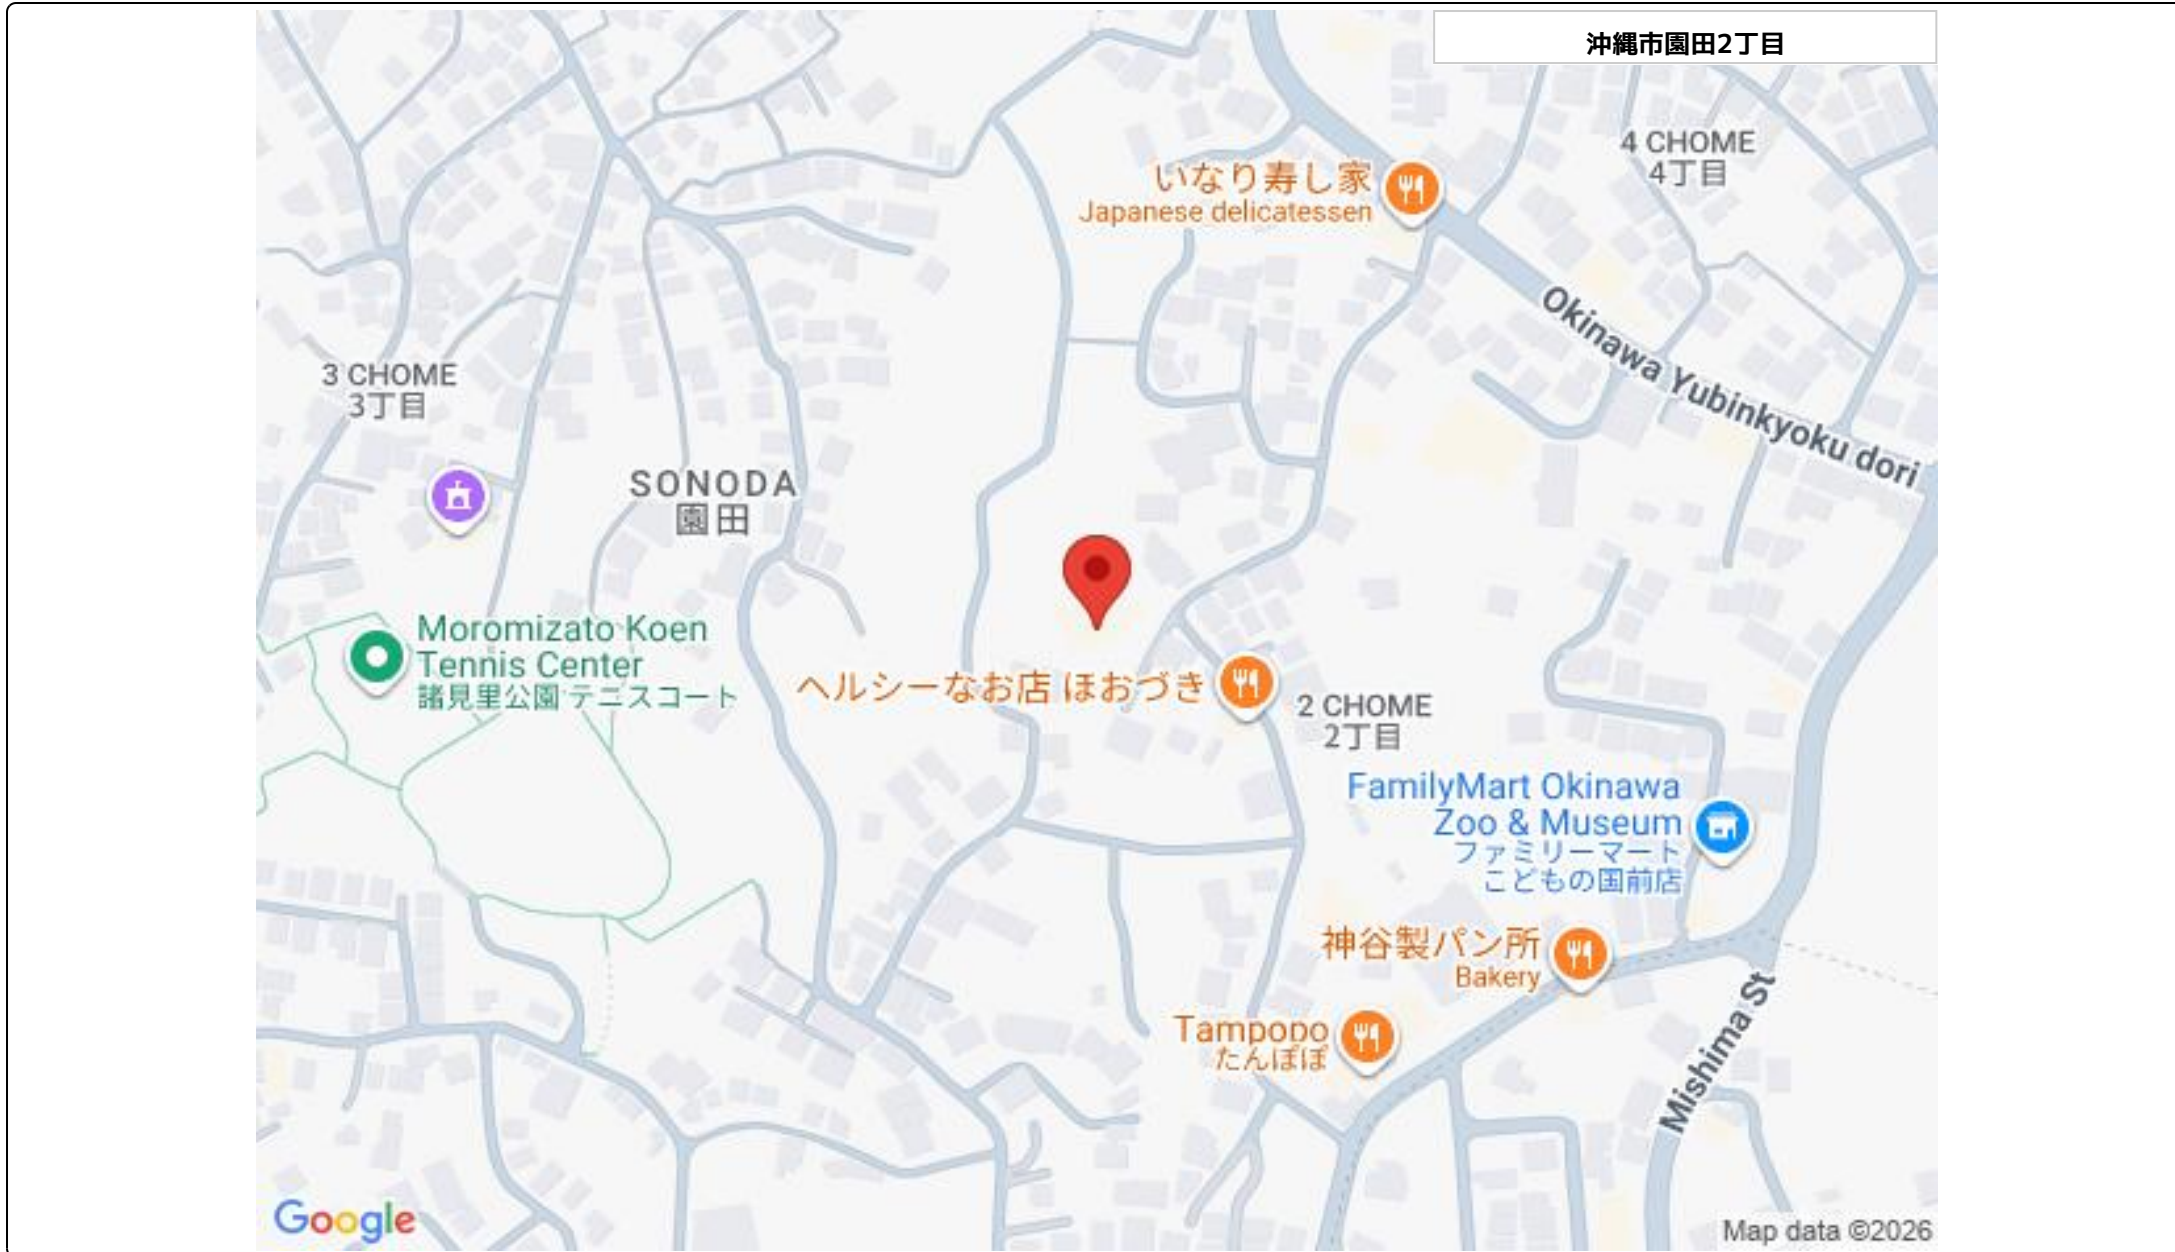 沖縄市園田2丁目
4 CHOME
4丁目
いなり寿し家
Japanese delicatessen
Okinawa Yubinkyoku dori
3 CHOME
3丁目
SONODA
園田
Moromizato Koen
Tennis Center
諸見里公園 テニスコート
ヘルシーなお店 ほおづき
2 CHOME
2丁目
FamilyMart Okinawa
Zoo & Museum
ファミリーマート
こどもの国前店
神谷製パン所
Bakery
Tampopo
たんぽぽ
Mishima St
Google
Map data ©2026